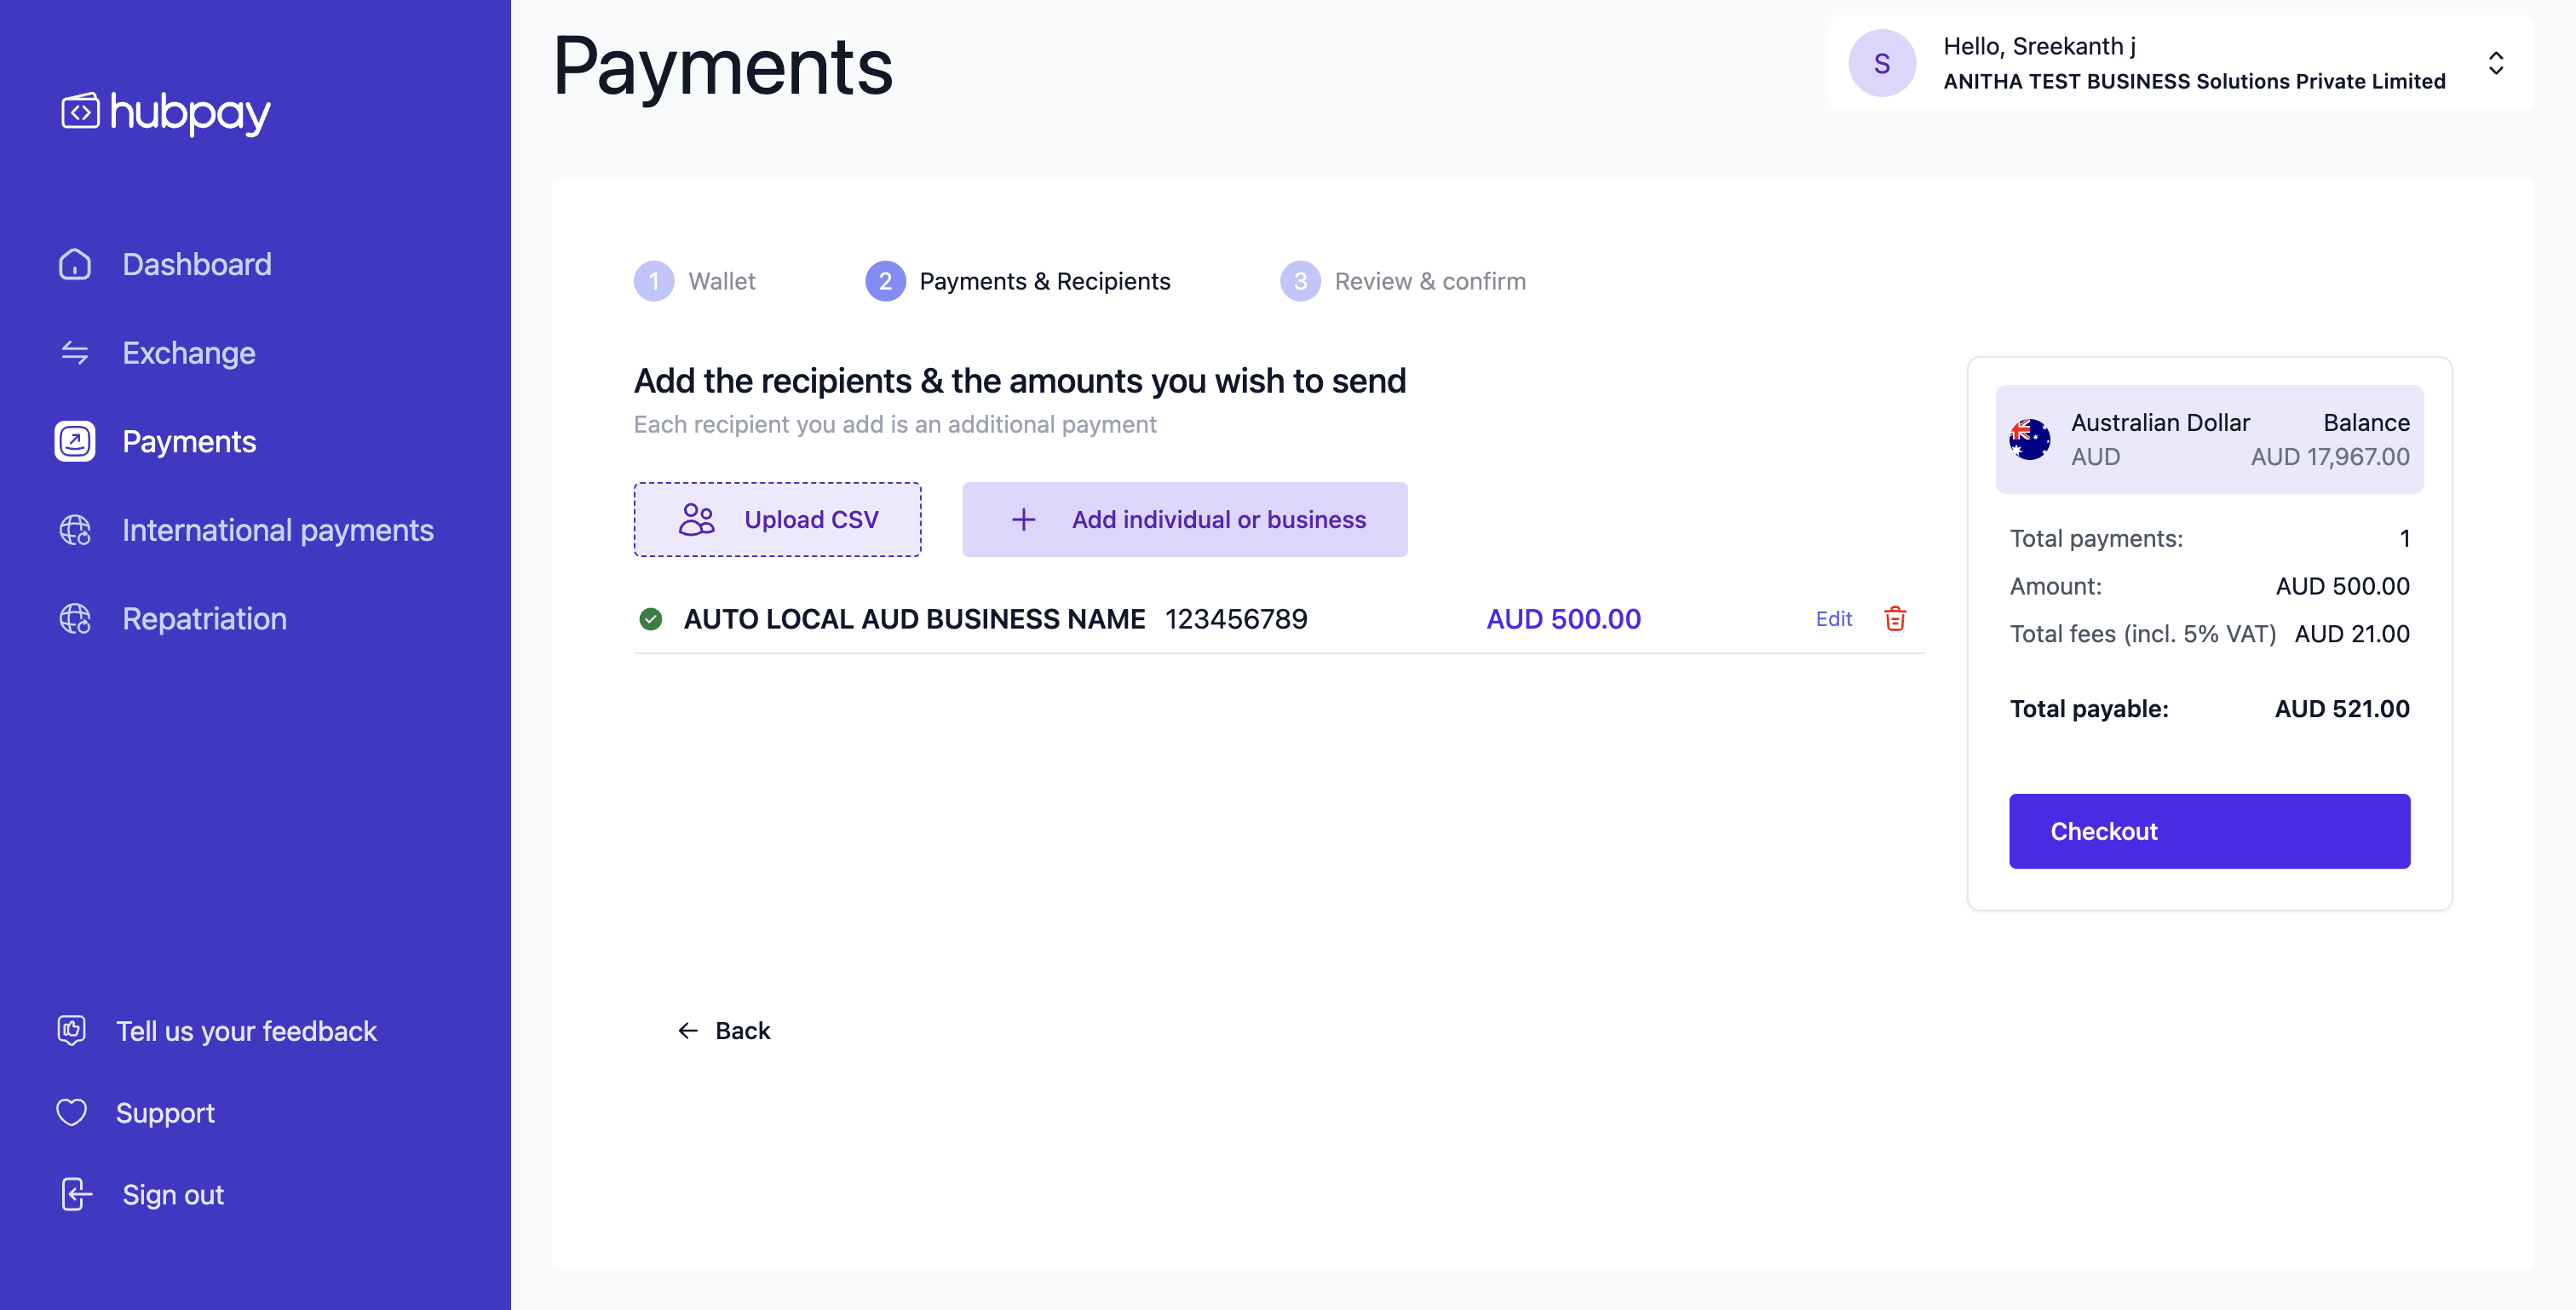 hubpay
Dashboard
Exchange
Payments
International payments
Repatriation
Tell us your feedback
Support
Sign out
Payments
S
Hello, Sreekanth j
ANITHA TEST BUSINESS Solutions Private Limited
1 Wallet
2 Payments & Recipients
3 Review & confirm
Add the recipients & the amounts you wish to send
Each recipient you add is an additional payment
Upload CSV
Add individual or business
AUTO LOCAL AUD BUSINESS NAME 123456789 AUD 500.00 Edit
Back
Australian Dollar Balance
AUD AUD 17,967.00
Total payments: 1
Amount: AUD 500.00
Total fees (incl. 5% VAT) AUD 21.00
Total payable: AUD 521.00
Checkout